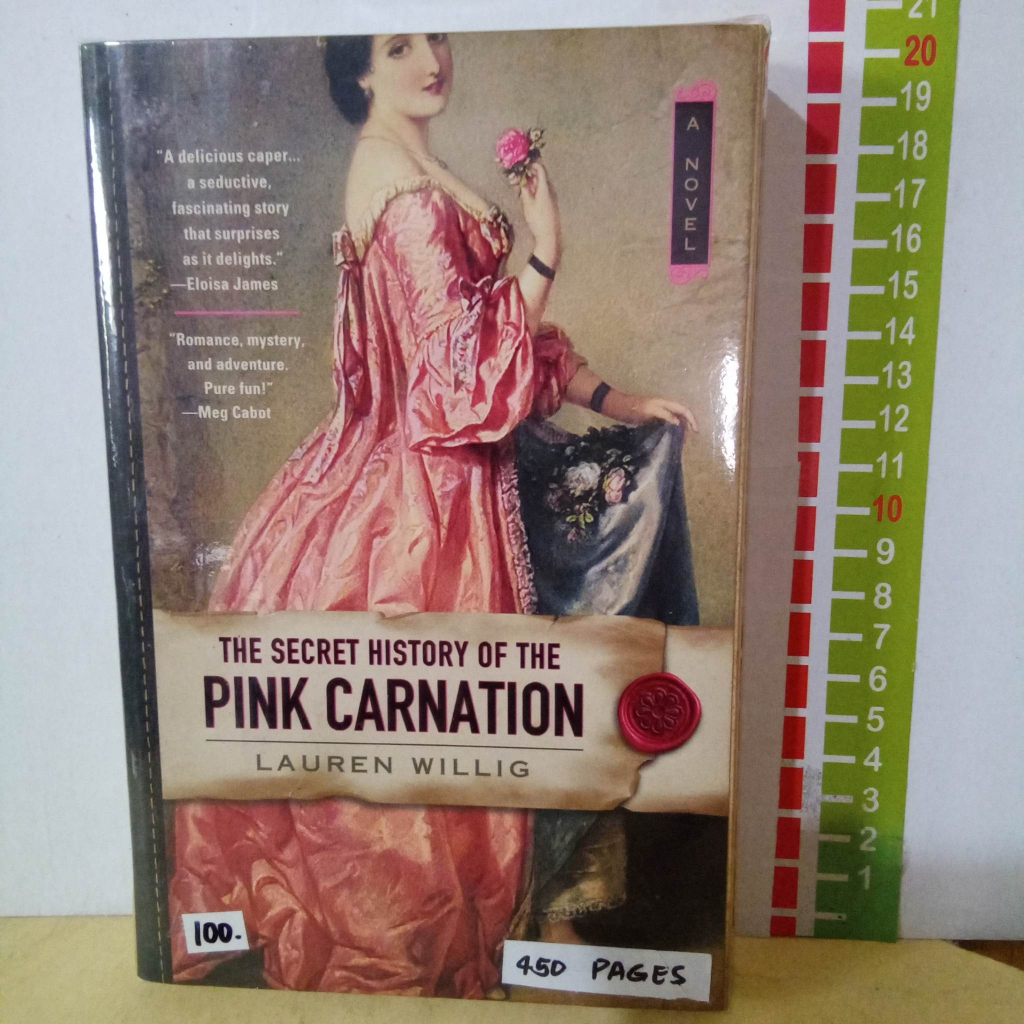 "A delicious caper...
a seductive,
fascinating story
that surprises
as it delights."
—Eloisa James
"Romance, mystery,
and adventure.
Pure fun!"
—Meg Cabot
A NOVEL
THE SECRET HISTORY OF THE
PINK CARNATION
LAUREN WILLIG
100.-
450 PAGES
21
20
19
18
17
16
15
14
13
12
11
10
9
8
7
6
5
4
3
2
1